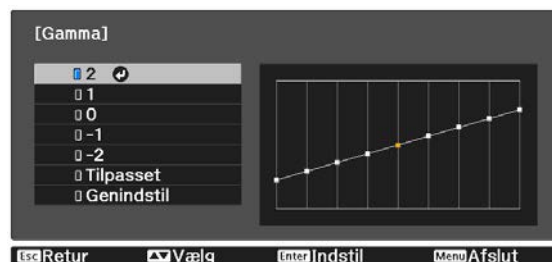 [Gamma]
2
1
0
-1
-2
Tilpasset
Genindstil
Esc Retur Vælg Enter Indstil Menu Afslut